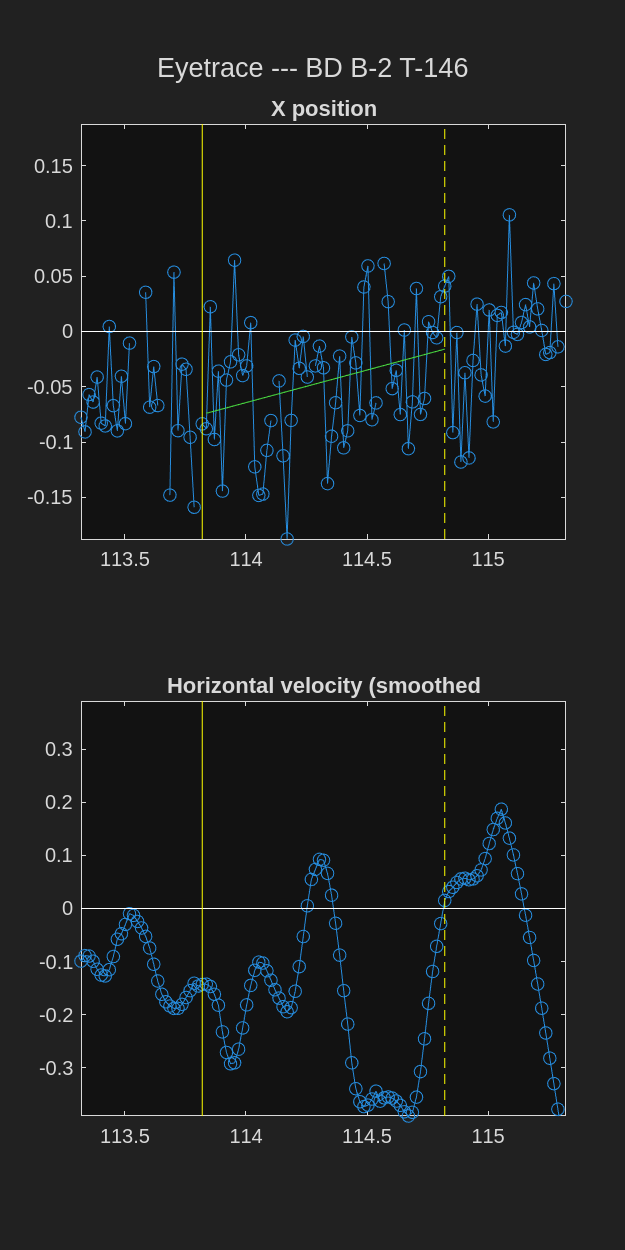 Eyetrace --- BD B-2 T-146
X position
0.15
0.1
0.05
0
-0.05
-0.1
-0.15
113.5 114 114.5 115
Horizontal velocity (smoothed
0.3
0.2
0.1
0
-0.1
-0.2
-0.3
113.5 114 114.5 115